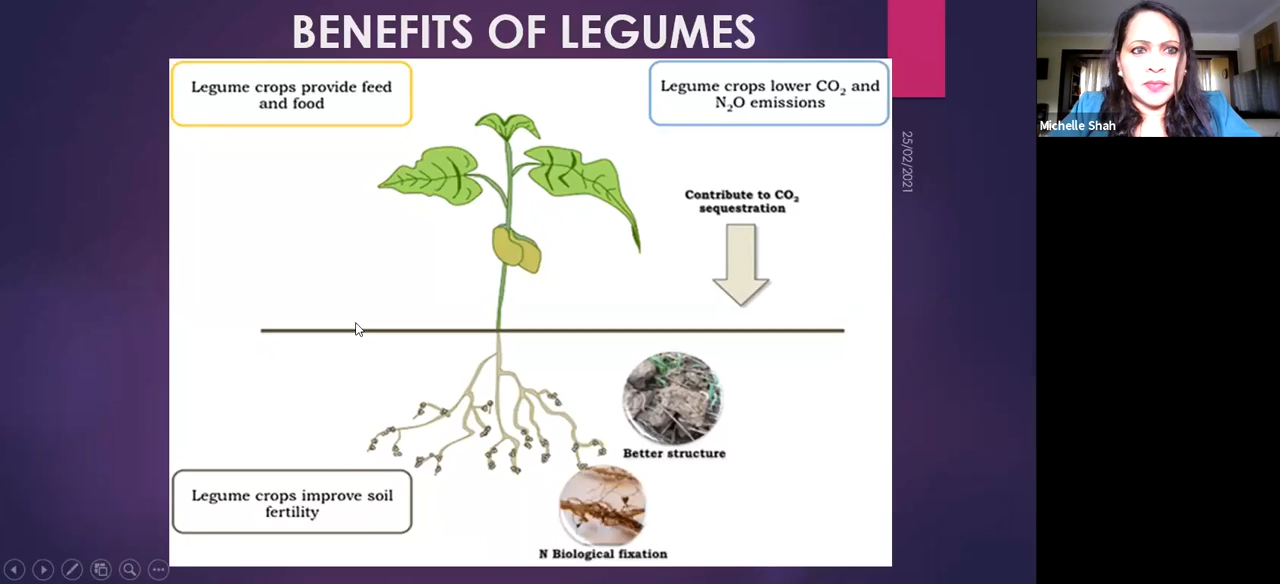 BENEFITS OF LEGUMES
Legume crops provide feed
and food
Legume crops lower CO₂ and
N₂O emissions
Michelle Shah
25/02/2021
Contribute to CO₂
sequestration
Better structure
Legume crops improve soil
fertility
N Biological fixation